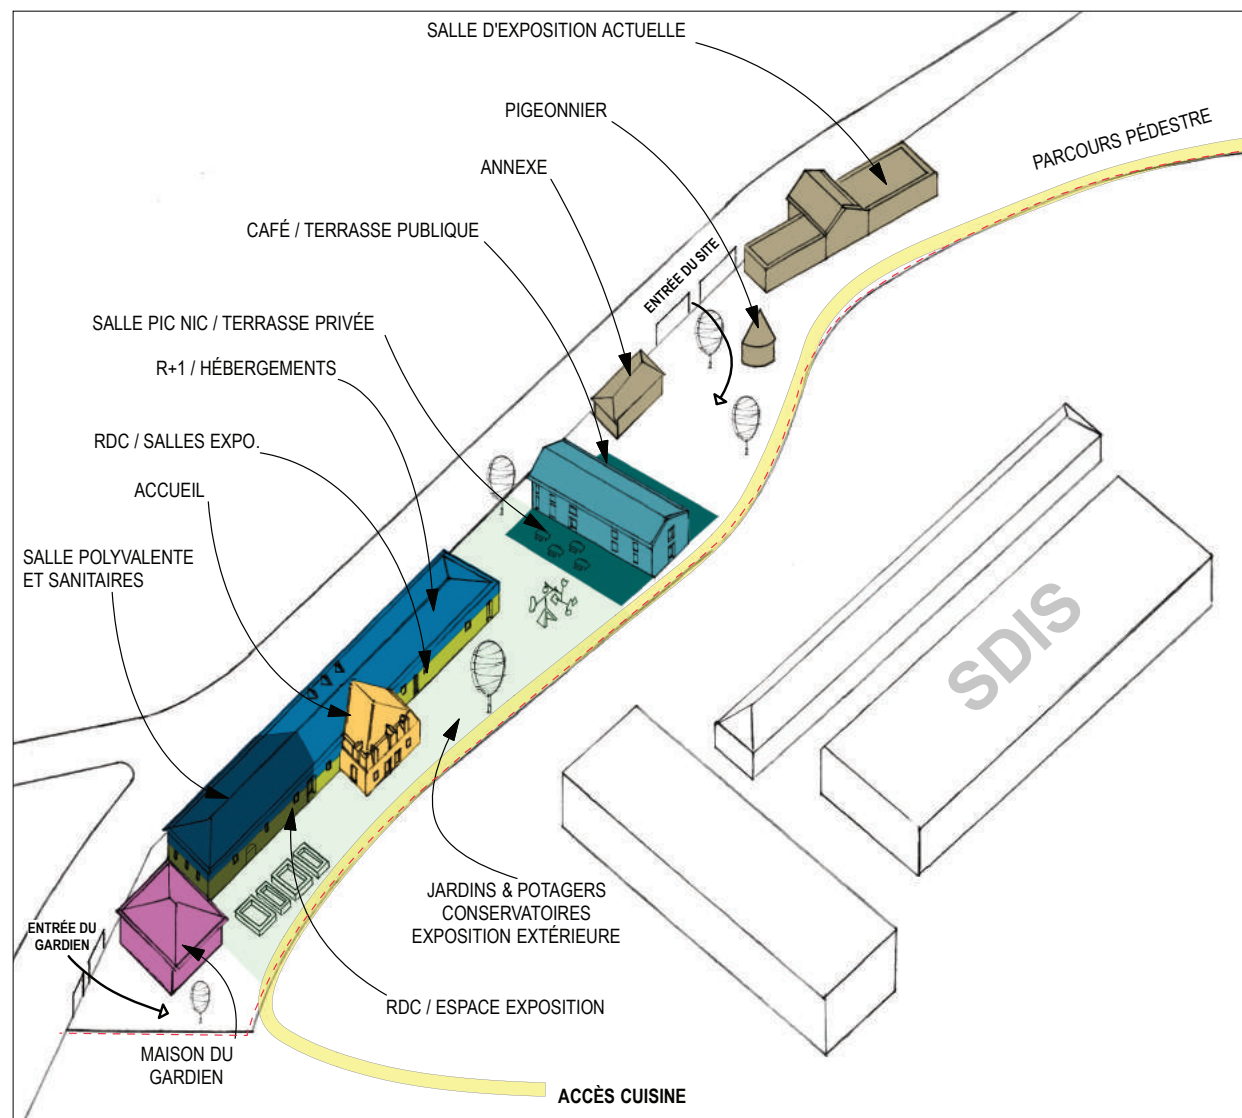 SALLE D'EXPOSITION ACTUELLE
PIGEONNIER
PARCOURS PÉDESTRE
ANNEXE
CAFÉ / TERRASSE PUBLIQUE
ENTRÉE DU SITE
SALLE PIC NIC / TERRASSE PRIVÉE
R+1 / HÉBERGEMENTS
RDC / SALLES EXPO.
ACCUEIL
SALLE POLYVALENTE
ET SANITAIRES
SDIS
JARDINS & POTAGERS
CONSERVATOIRES
EXPOSITION EXTÉRIEURE
ENTRÉE DU
GARDIEN
RDC / ESPACE EXPOSITION
MAISON DU
GARDIEN
ACCÈS CUISINE